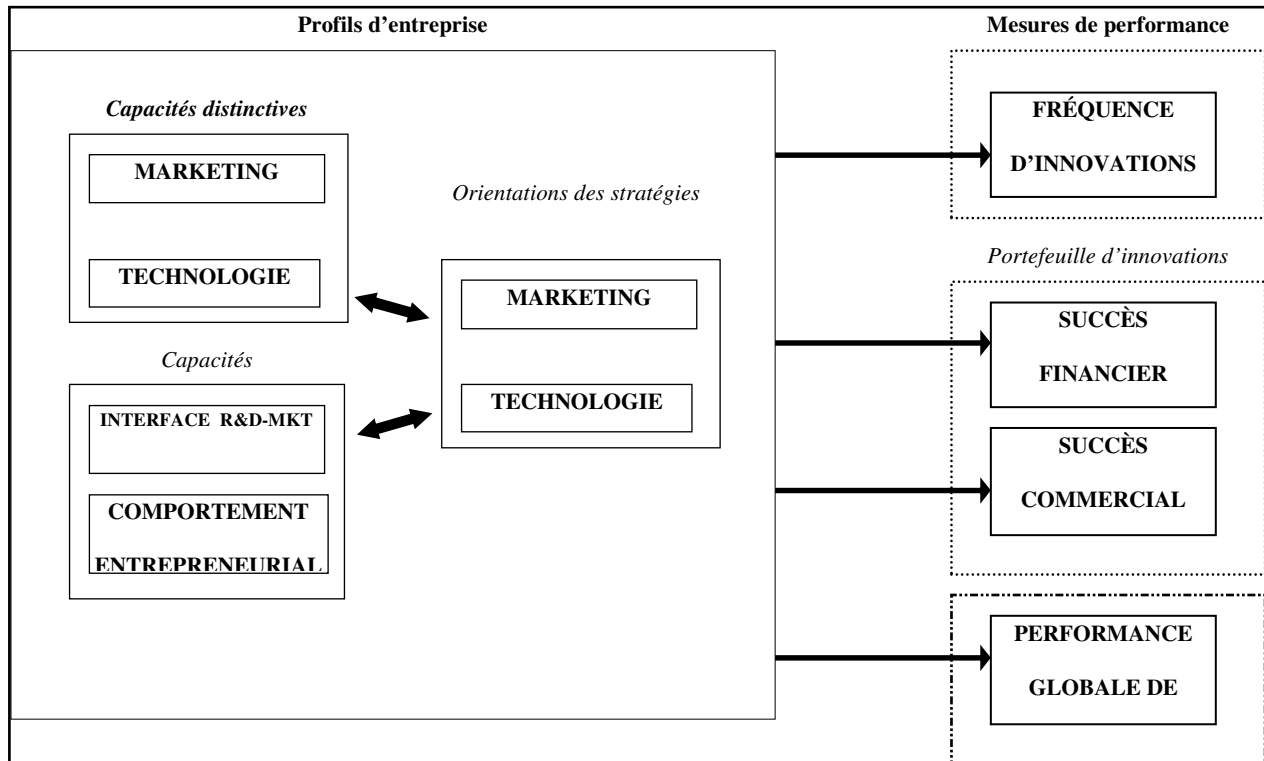 Profils d'entreprise
Mesures de performance
Capacités distinctives
MARKETING
TECHNOLOGIE
Capacités
INTERFACE R&D-MKT
COMPORTEMENT
ENTREPRENEURIAL
Orientations des stratégies
MARKETING
TECHNOLOGIE
FRÉQUENCE
D'INNOVATIONS
Portefeuille d'innovations
SUCCÈS
FINANCIER
SUCCÈS
COMMERCIAL
PERFORMANCE
GLOBALE DE